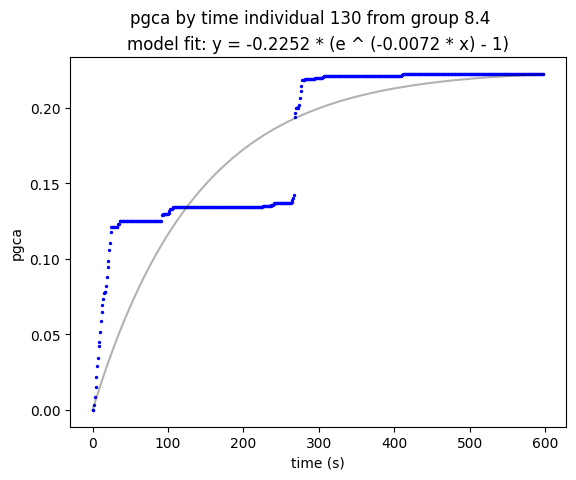 pgca by time individual 130 from group 8.4
model fit: y = -0.2252 * (e ^ (-0.0072 * x) - 1)
0.20
0.15
pgca
0.10
0.05
0.00
0 100 200 300 400 500 600
time (s)